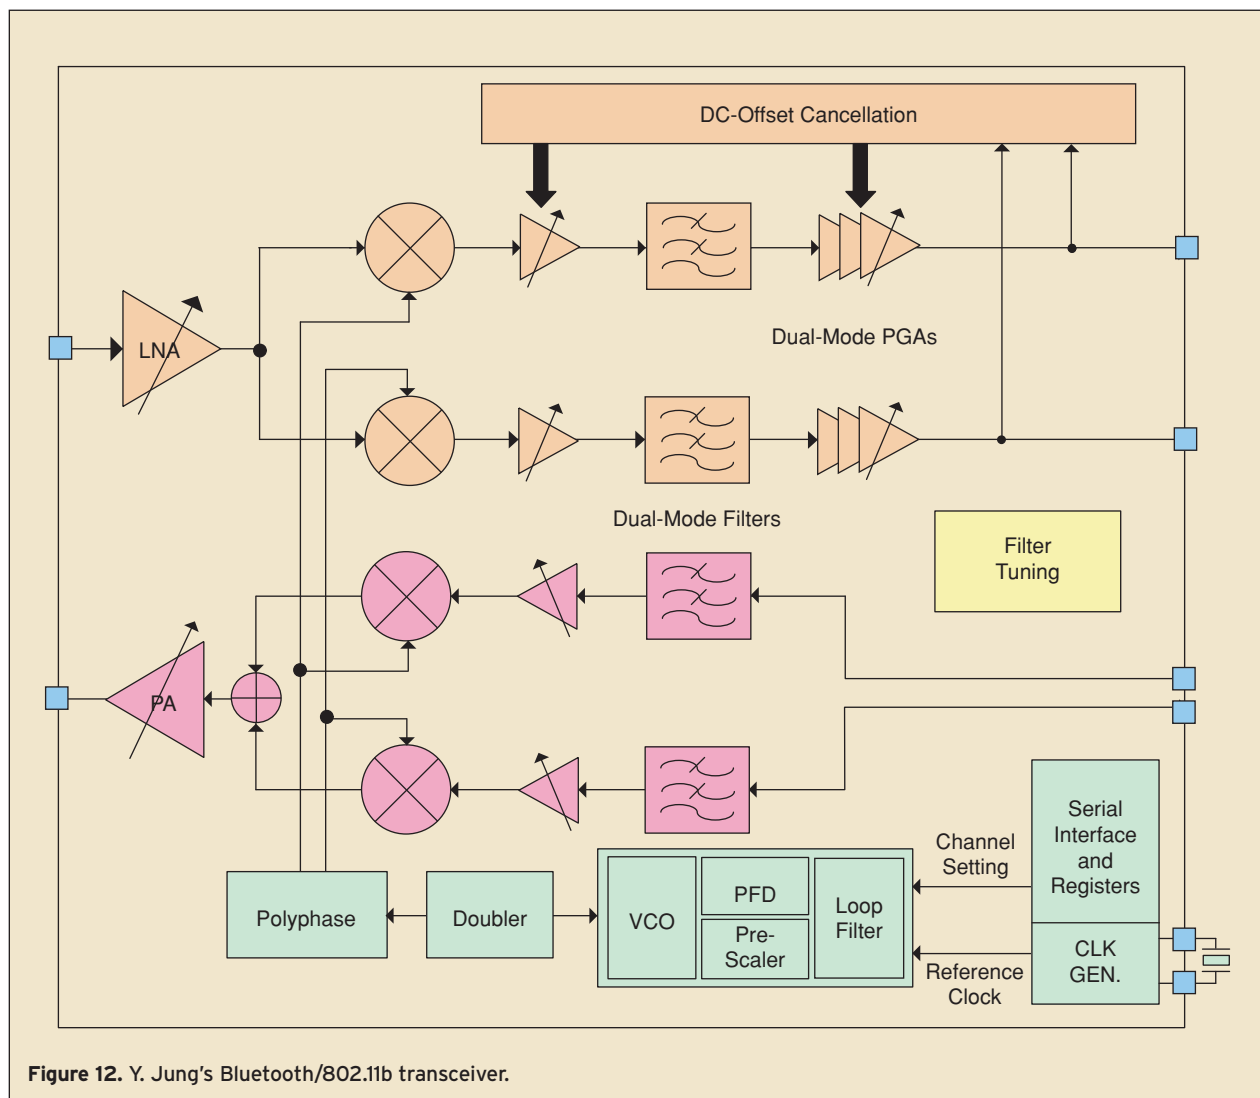 DC-Offset Cancellation
LNA
Dual-Mode PGAs
Dual-Mode Filters
Filter
Tuning
PA
Serial
Interface
and
Registers
Channel
Setting
Polyphase
Doubler
VCO
PFD
Pre-
Scaler
Loop
Filter
CLK
GEN.
Reference
Clock
Figure 12. Y. Jung's Bluetooth/802.11b transceiver.